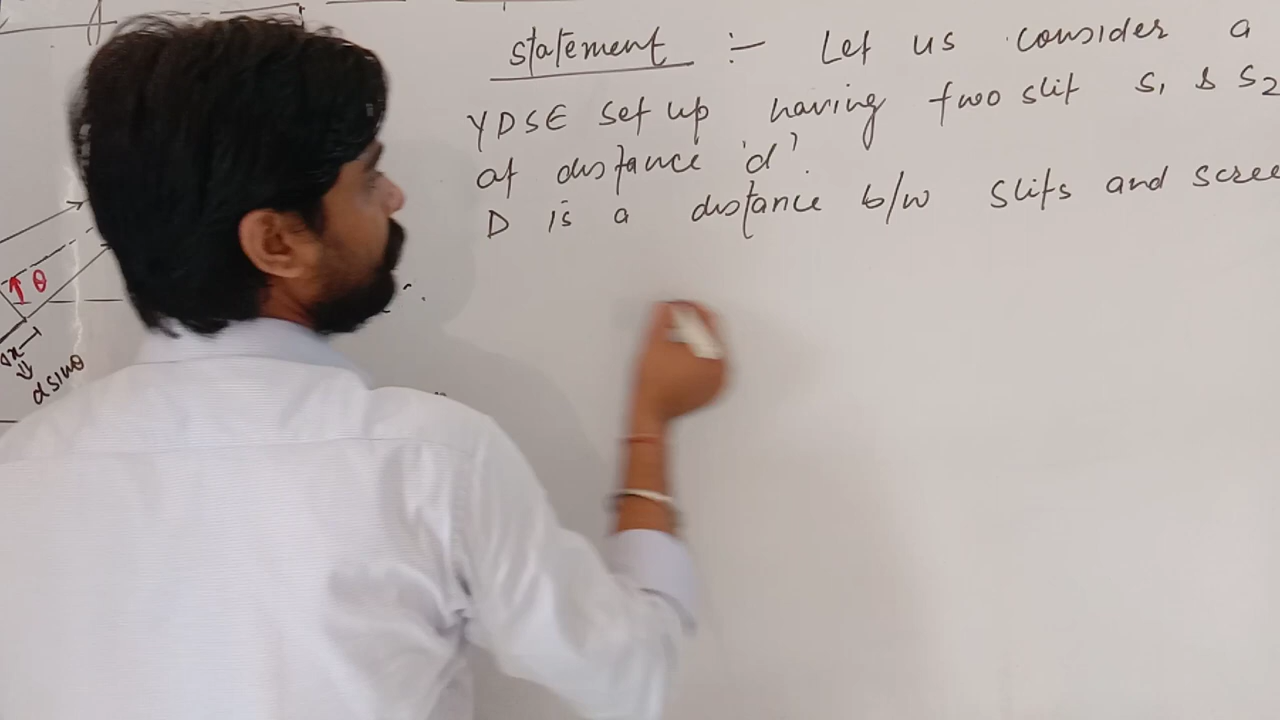 statement :- Let us consider a
YDSE set up having two slit S1 & S2
at distance 'd'.
D is a distance b/w slits and scree
θ
Δx
d sinθ